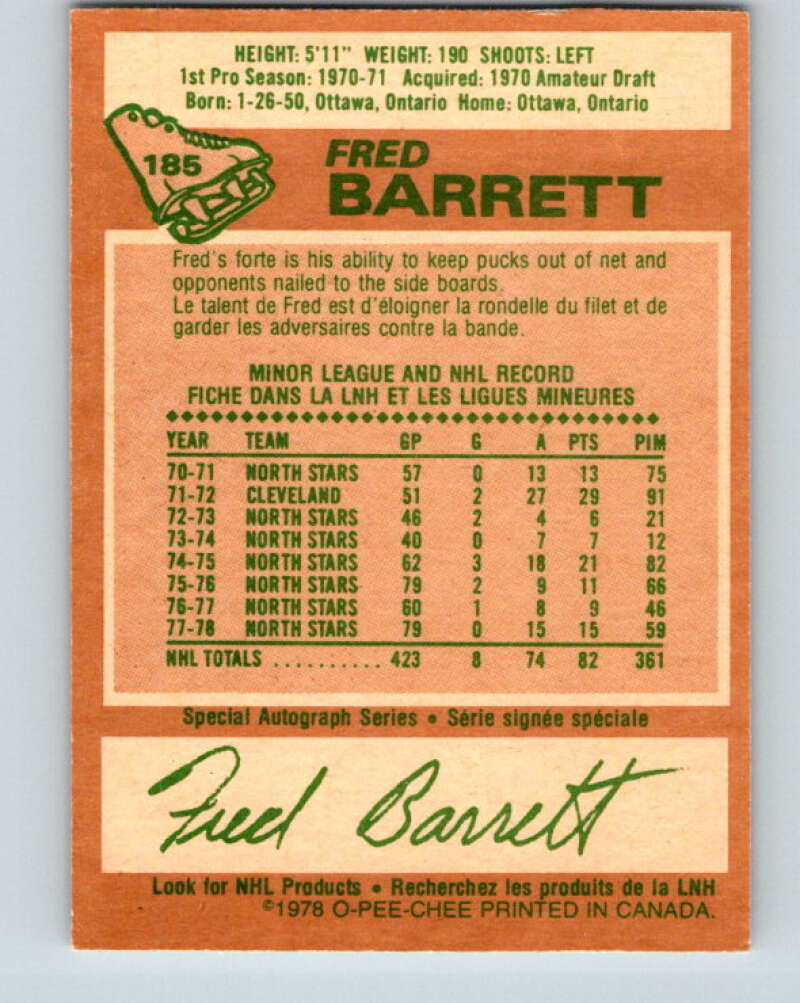 HEIGHT: 5'11" WEIGHT: 190 SHOOTS: LEFT
1st Pro Season: 1970-71 Acquired: 1970 Amateur Draft
Born: 1-26-50, Ottawa, Ontario Home: Ottawa, Ontario
185
FRED
BARRETT
Fred's forte is his ability to keep pucks out of net and
opponents nailed to the side boards.
Le talent de Fred est d'éloigner la rondelle du filet et de
garder les adversaires contre la bande.
MINOR LEAGUE AND NHL RECORD
FICHE DANS LA LNH ET LES LIGUES MINEURES
YEAR TEAM GP G A PTS PIM
70-71 NORTH STARS 57 0 13 13 75
71-72 CLEVELAND 51 2 27 29 91
72-73 NORTH STARS 46 2 4 6 21
73-74 NORTH STARS 40 0 7 7 12
74-75 NORTH STARS 62 3 18 21 82
75-76 NORTH STARS 79 2 9 11 66
76-77 NORTH STARS 60 1 8 9 46
77-78 NORTH STARS 79 0 15 15 59
NHL TOTALS .......... 423 8 74 82 361
Special Autograph Series • Série signée spéciale
Fred Barrett
Look for NHL Products • Recherchez les produits de la LNH
©1978 O-PEE-CHEE PRINTED IN CANADA.